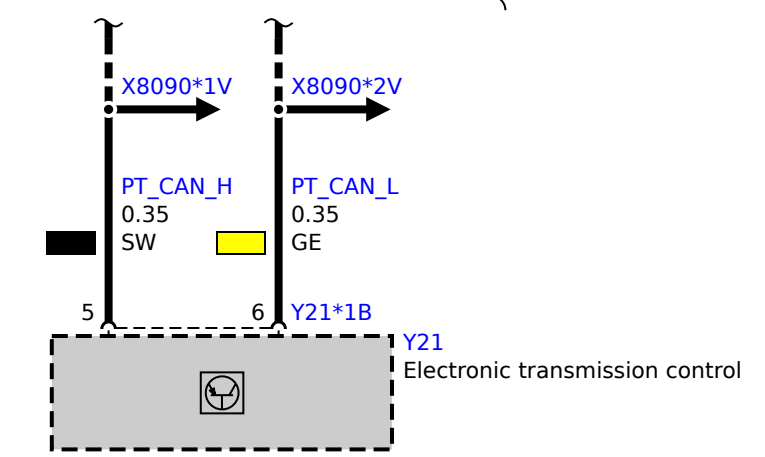 X8090*1V X8090*2V
PT_CAN_H PT_CAN_L
0.35 0.35
SW GE
5 6 Y21*1B
Y21
Electronic transmission control